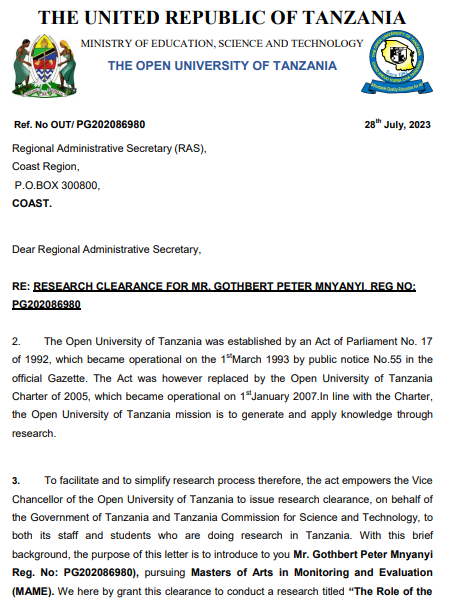 THE UNITED REPUBLIC OF TANZANIA
MINISTRY OF EDUCATION, SCIENCE AND TECHNOLOGY
THE OPEN UNIVERSITY OF TANZANIA
Ref. No OUT/ PG202086980 28th July, 2023
Regional Administrative Secretary (RAS),
Coast Region,
P.O.BOX 300800,
COAST.
Dear Regional Administrative Secretary,
RE: RESEARCH CLEARANCE FOR MR. GOTHBERT PETER MNYANYI, REG NO:
PG202086980
2. The Open University of Tanzania was established by an Act of Parliament No. 17
of 1992, which became operational on the 1stMarch 1993 by public notice No.55 in the
official Gazette. The Act was however replaced by the Open University of Tanzania
Charter of 2005, which became operational on 1stJanuary 2007.In line with the Charter,
the Open University of Tanzania mission is to generate and apply knowledge through
research.
3. To facilitate and to simplify research process therefore, the act empowers the Vice
Chancellor of the Open University of Tanzania to issue research clearance, on behalf of
the Government of Tanzania and Tanzania Commission for Science and Technology, to
both its staff and students who are doing research in Tanzania. With this brief
background, the purpose of this letter is to introduce to you Mr. Gothbert Peter Mnyanyi
Reg. No: PG202086980), pursuing Masters of Arts in Monitoring and Evaluation
(MAME). We here by grant this clearance to conduct a research titled “The Role of the